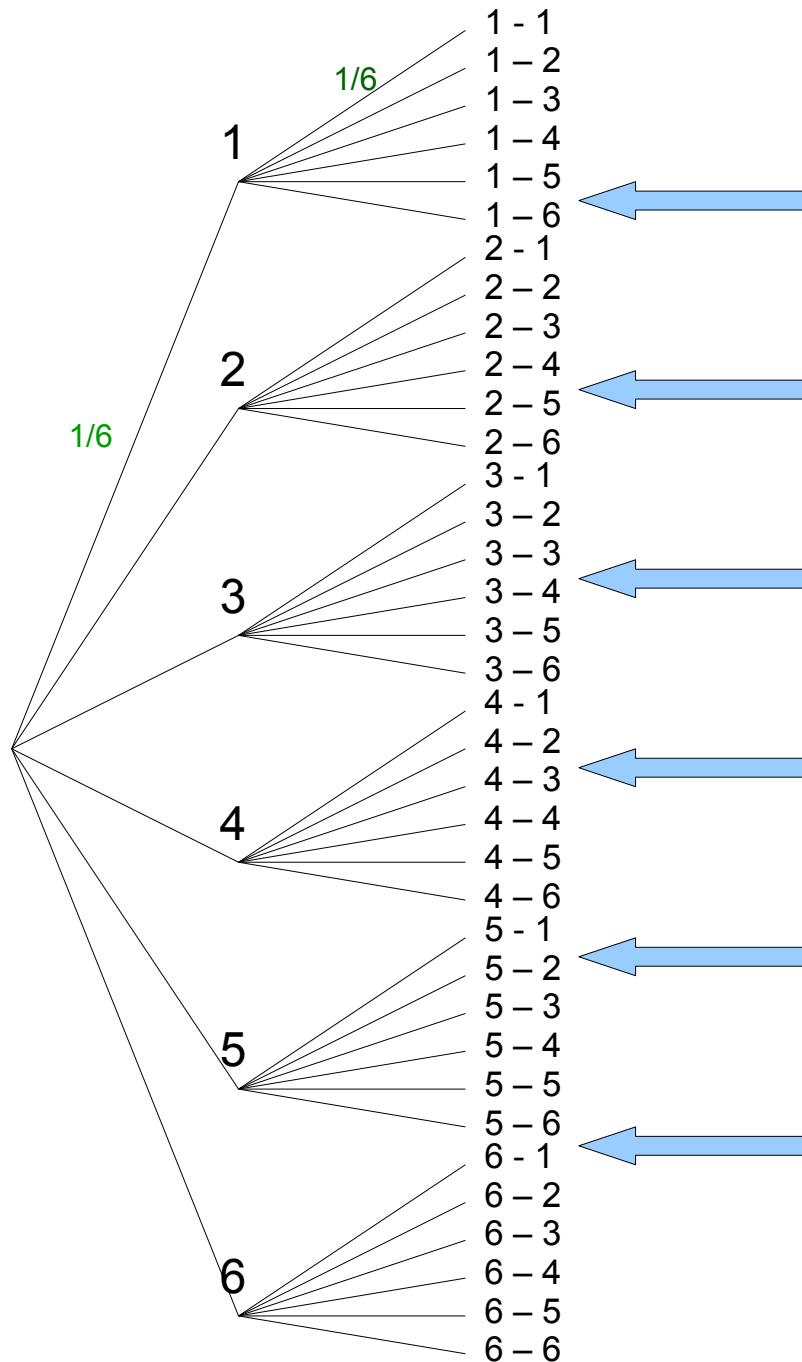 1 - 1
1/6
1 – 2
1 – 3
1
1 – 4
1 – 5
1 – 6
2 - 1
2 – 2
2 – 3
2
2 – 4
2 – 5
1/6
2 – 6
3 - 1
3 – 2
3 – 3
3
3 – 4
3 – 5
3 – 6
4 - 1
4 – 2
4 – 3
4
4 – 4
4 – 5
4 – 6
5 - 1
5 – 2
5 – 3
5
5 – 4
5 – 5
5 – 6
6 - 1
6 – 2
6 – 3
6
6 – 4
6 – 5
6 – 6